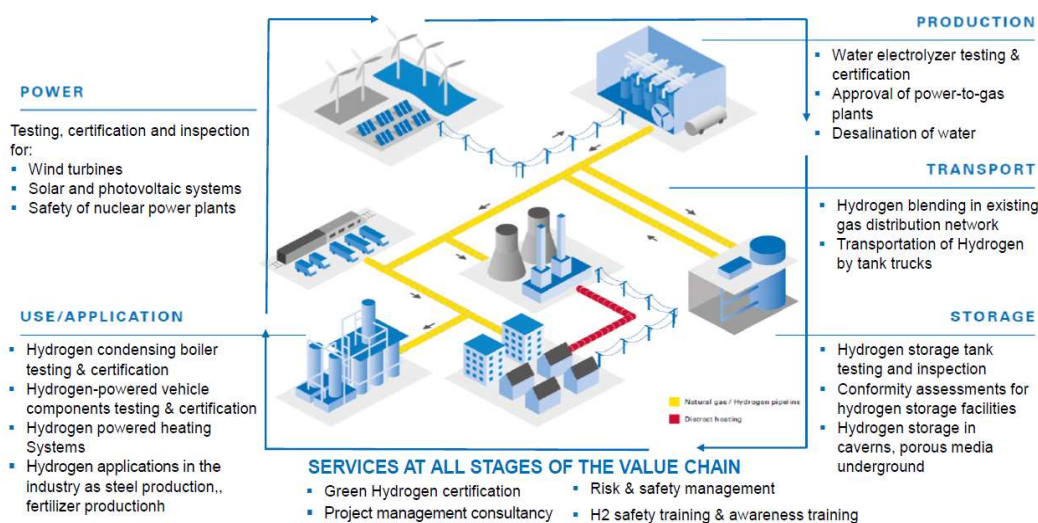 POWER
Testing, certification and inspection
for:
▪ Wind turbines
▪ Solar and photovoltaic systems
▪ Safety of nuclear power plants
PRODUCTION
▪ Water electrolyzer testing &
certification
▪ Approval of power-to-gas
plants
▪ Desalination of water
TRANSPORT
▪ Hydrogen blending in existing
gas distribution network
▪ Transportation of Hydrogen
by tank trucks
USE/APPLICATION
▪ Hydrogen condensing boiler
testing & certification
▪ Hydrogen-powered vehicle
components testing & certification
▪ Hydrogen powered heating
Systems
▪ Hydrogen applications in the
industry as steel production,,
fertilizer productionh
STORAGE
▪ Hydrogen storage tank
testing and inspection
▪ Conformity assessments for
hydrogen storage facilities
▪ Hydrogen storage in
caverns, porous media
underground
Natural gas / Hydrogen pipeline
District heating
SERVICES AT ALL STAGES OF THE VALUE CHAIN
▪ Green Hydrogen certification
▪ Project management consultancy
▪ Risk & safety management
▪ H2 safety training & awareness training